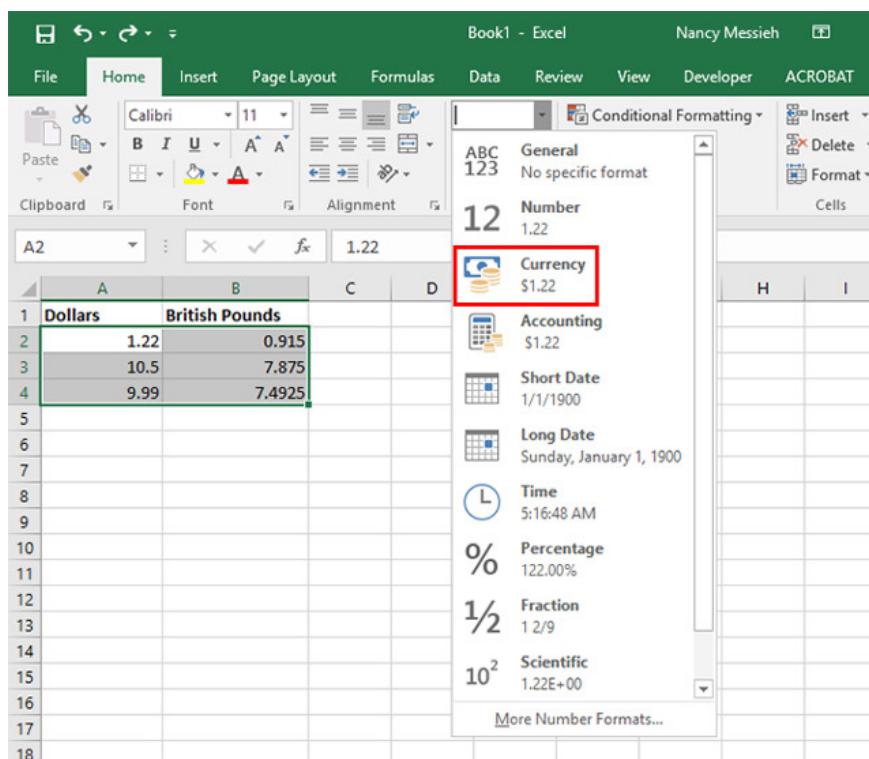 Book1 - Excel Nancy Messieh
File Home Insert Page Layout Formulas Data Review View Developer ACROBAT
Paste
Calibri 11
B I U A A
A
Conditional Formatting
Insert
Delete
Format
Clipboard Font Alignment Cells
A2 fx 1.22
A B C D H I
1 Dollars British Pounds
2 1.22 0.915
3 10.5 7.875
4 9.99 7.4925
5
6
7
8
9
10
11
12
13
14
15
16
17
18
ABC
123
General
No specific format
12
Number
1.22
Currency
$1.22
Accounting
$1.22
Short Date
1/1/1900
Long Date
Sunday, January 1, 1900
Time
5:16:48 AM
%
Percentage
122.00%
1/2
Fraction
1 2/9
10²
Scientific
1.22E+00
More Number Formats...